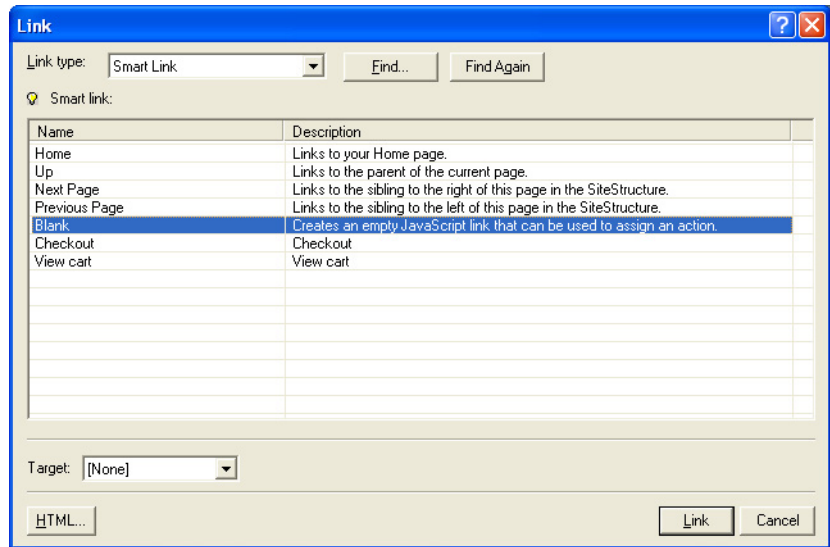 Link
Link type: Smart Link Find... Find Again
Smart link:
Name Description
Home Links to your Home page.
Up Links to the parent of the current page.
Next Page Links to the sibling to the right of this page in the SiteStructure.
Previous Page Links to the sibling to the left of this page in the SiteStructure.
Blank Creates an empty JavaScript link that can be used to assign an action.
Checkout Checkout
View cart View cart
Target: [None]
HTML... Link Cancel